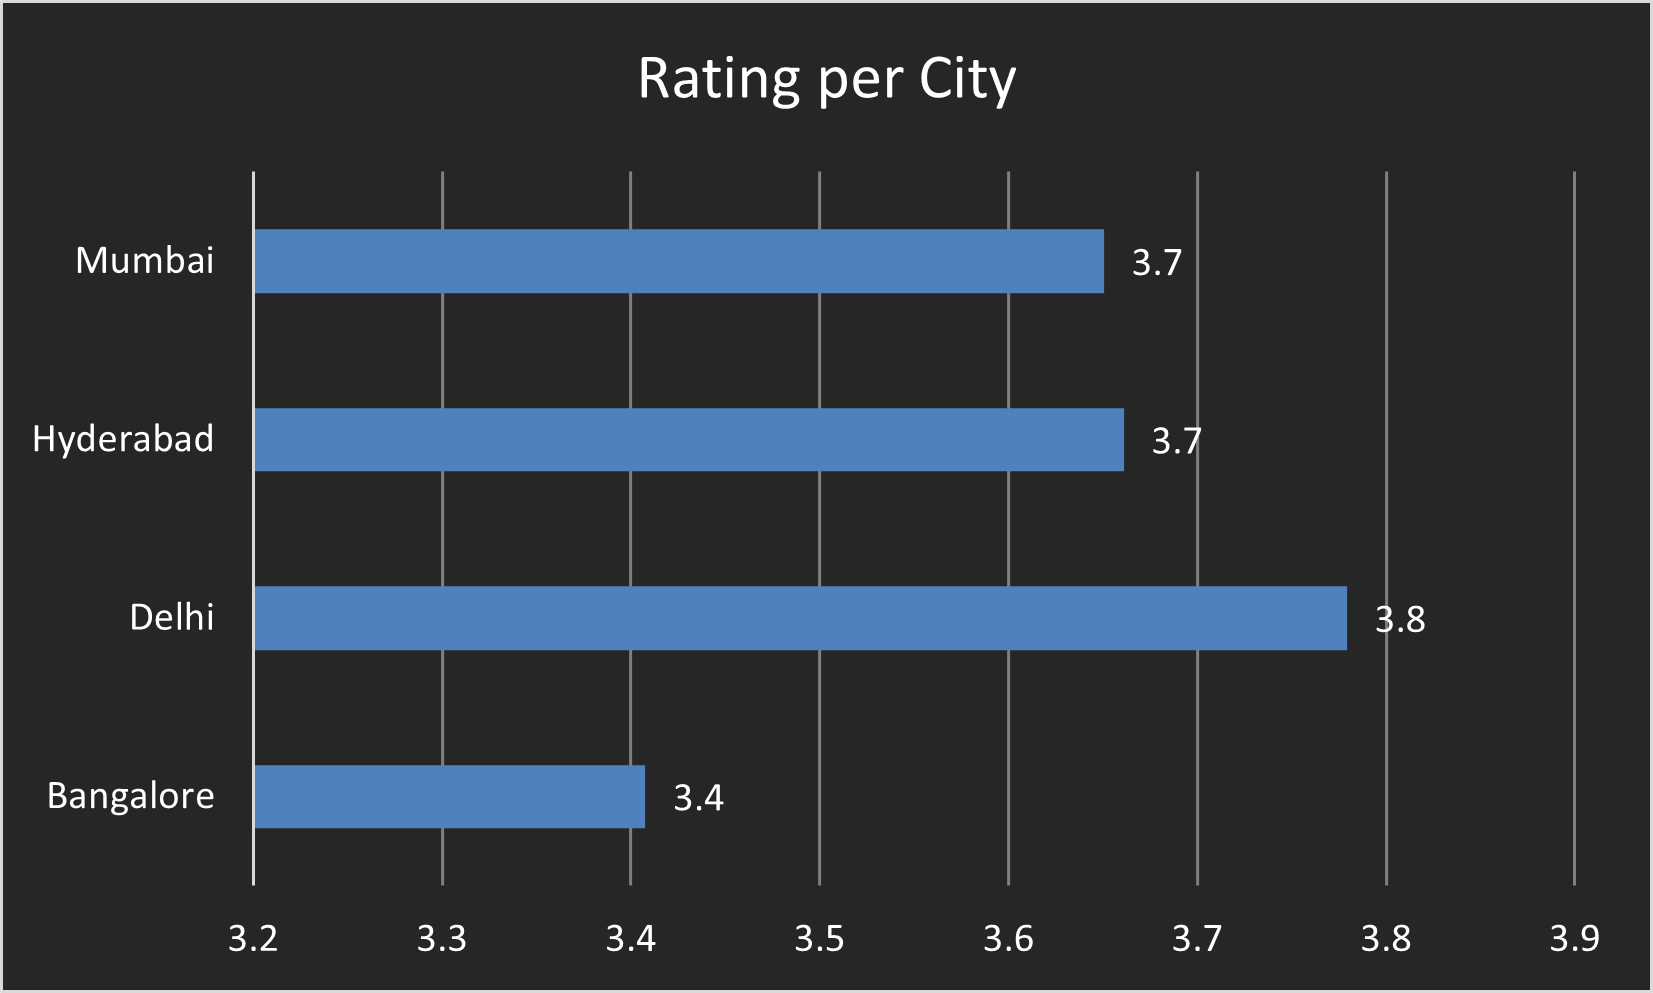 Rating per City
Mumbai 3.7
Hyderabad 3.7
Delhi 3.8
Bangalore 3.4
3.2 3.3 3.4 3.5 3.6 3.7 3.8 3.9